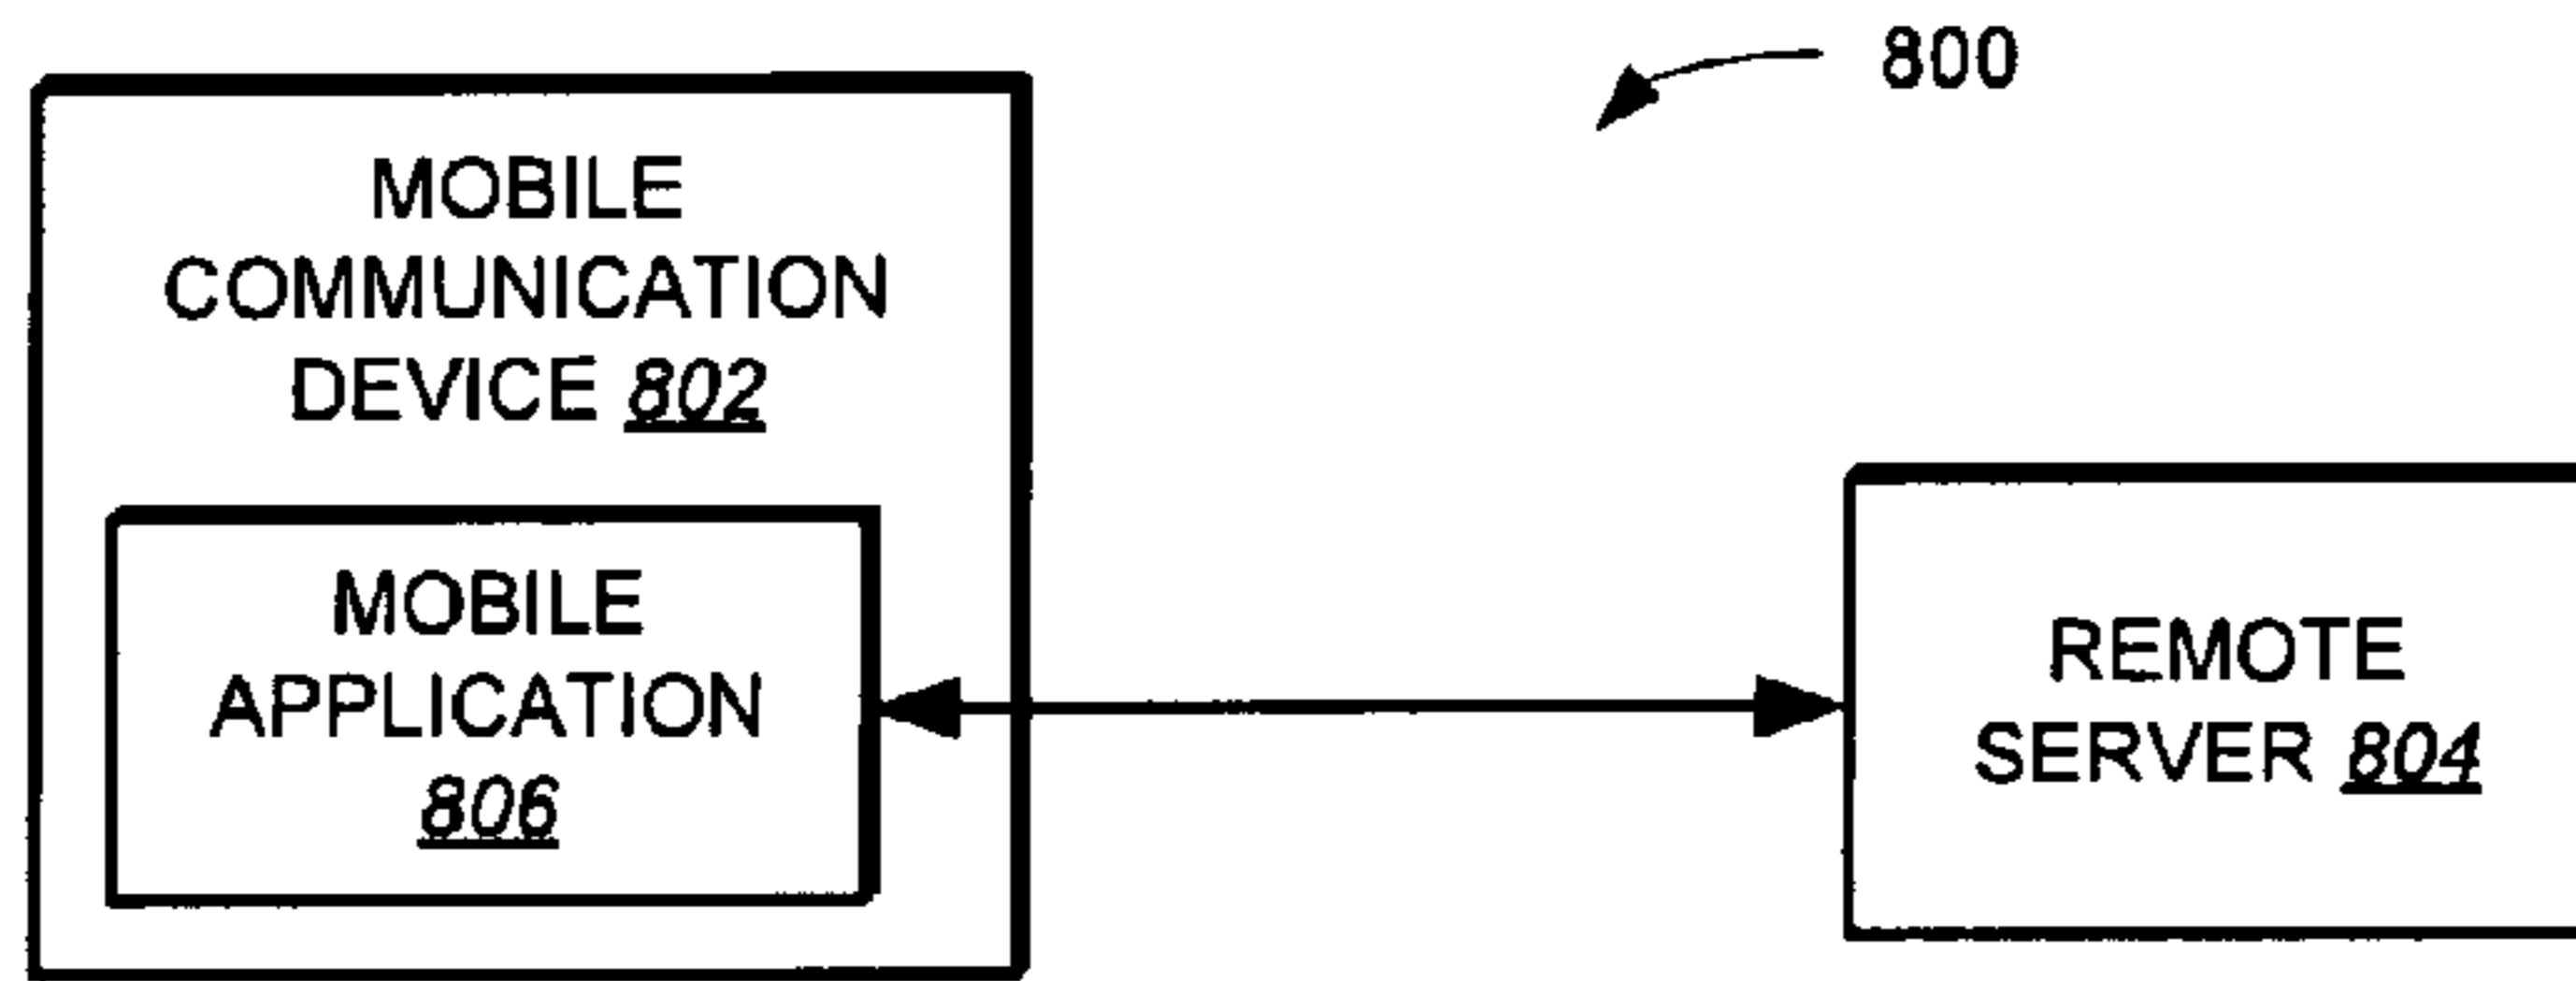 800
MOBILE
COMMUNICATION
DEVICE 802
MOBILE
APPLICATION
806
REMOTE
SERVER 804